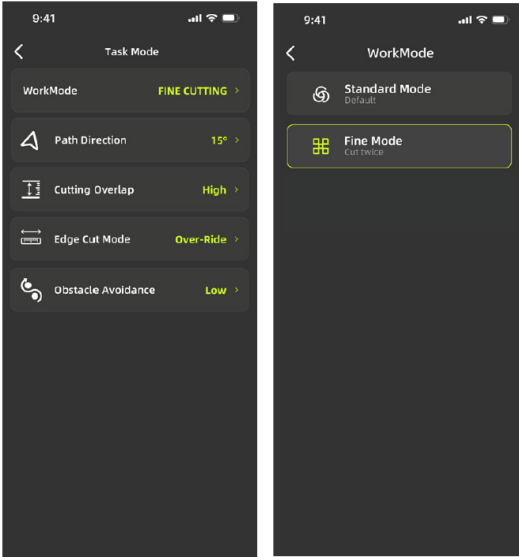 9:41
Task Mode
WorkMode FINE CUTTING >
Path Direction 15° >
Cutting Overlap High >
Edge Cut Mode Over-Ride >
Obstacle Avoidance Low >
9:41
WorkMode
Standard Mode
Default
Fine Mode
Cut twice